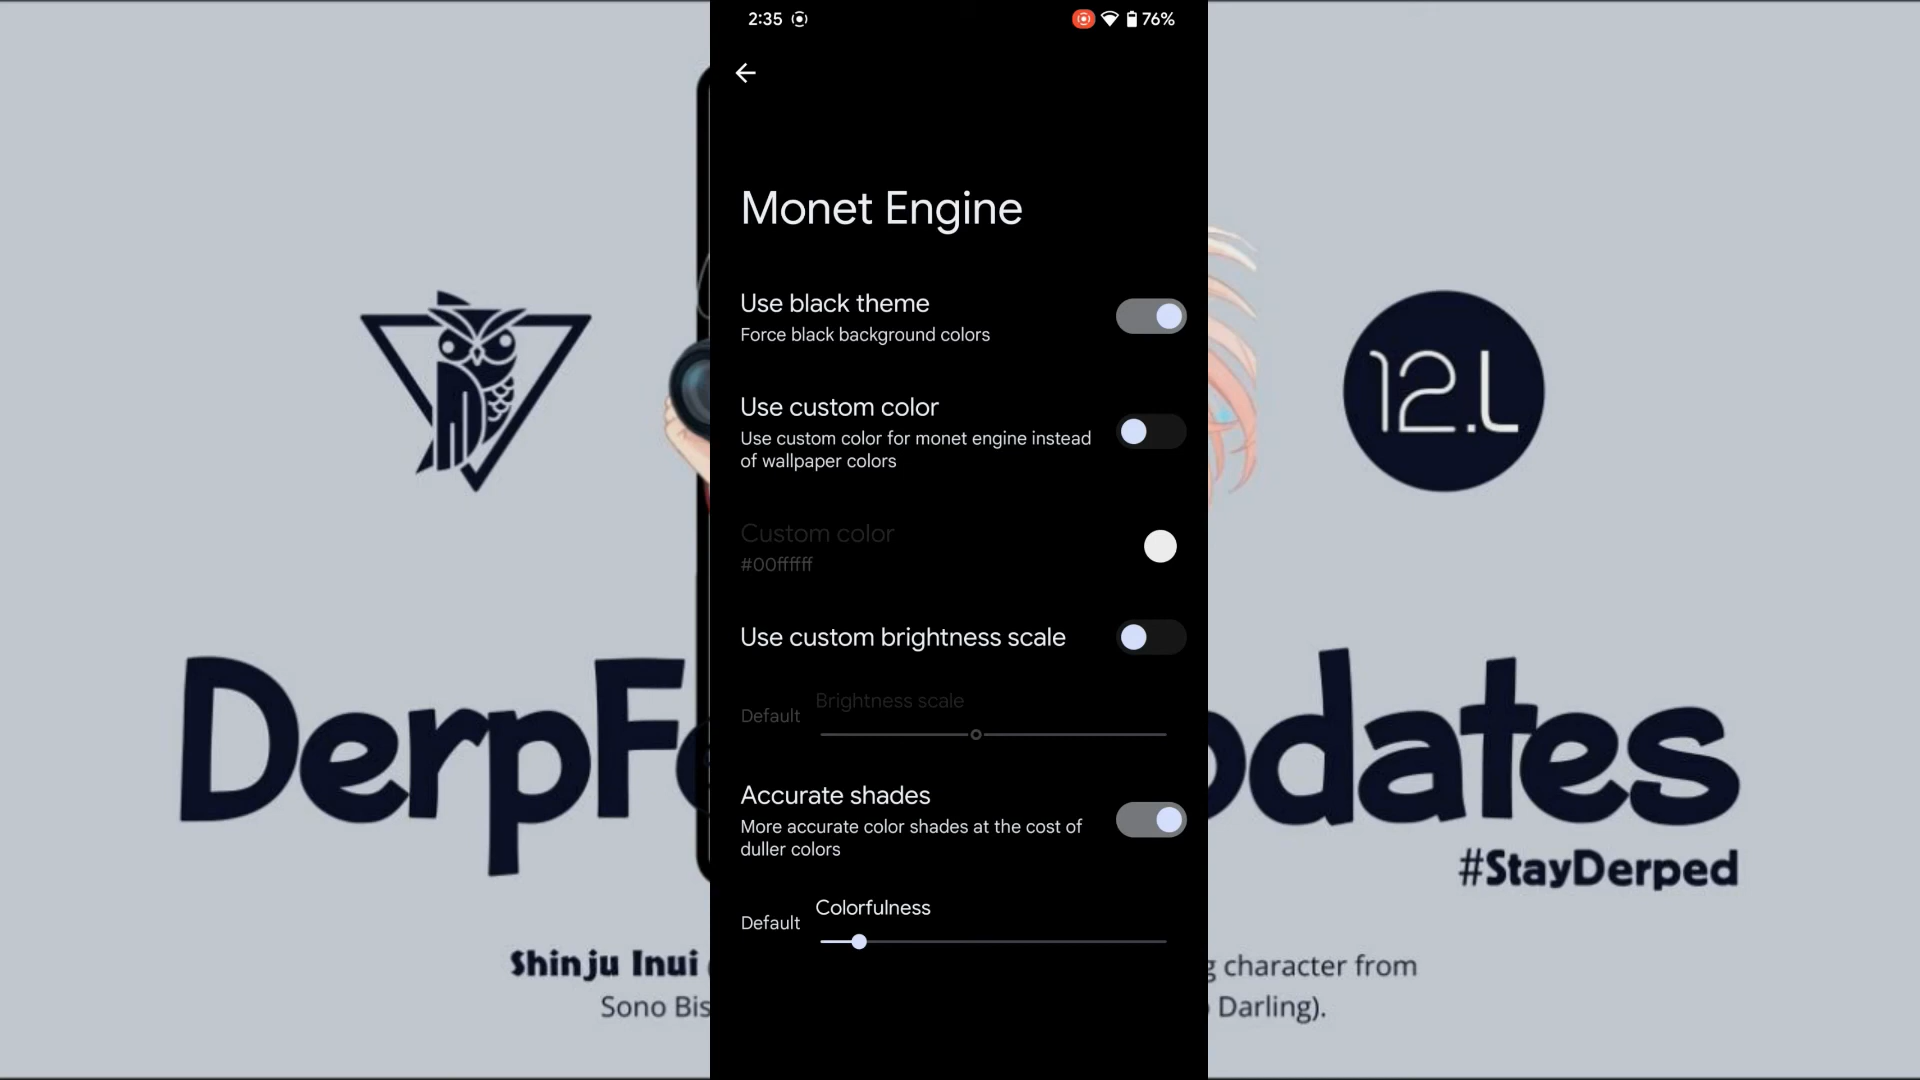 2:35
76%
Monet Engine
Use black theme
Force black background colors
Use custom color
Use custom color for monet engine instead
of wallpaper colors
12.L
Custom color
#00ffffff
Use custom brightness scale
Brightness scale
Default
DerpFe
dates
Accurate shades
More accurate color shades at the cost of
duller colors
#StayDerped
Colorfulness
Default
Shinju Inui
g character from
Sono Bis
Darling).